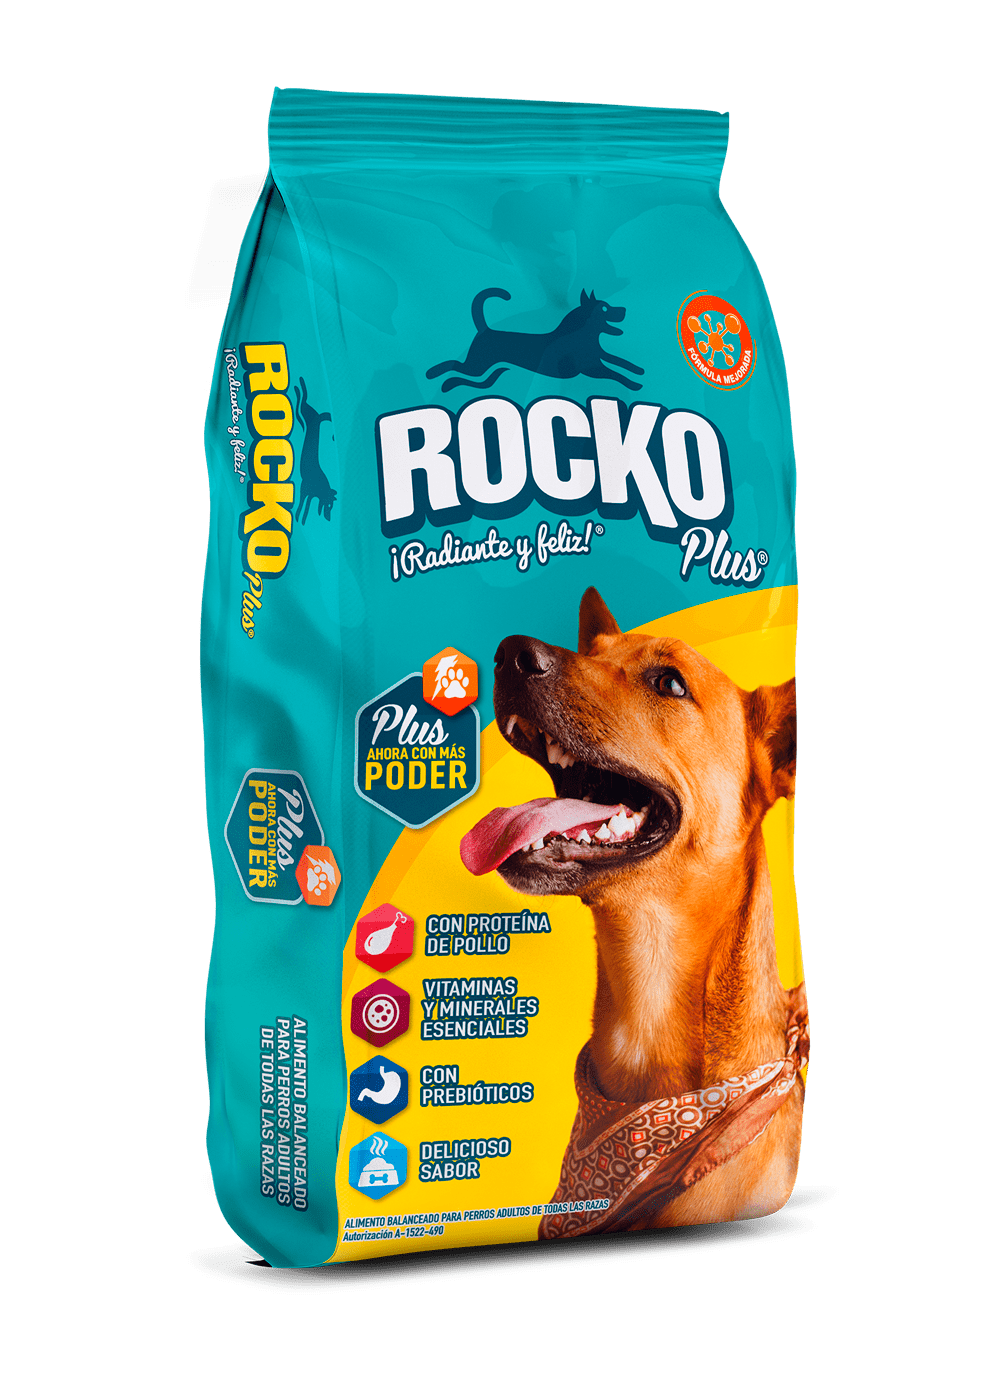 FÓRMULA MEJORADA
ROCKO
Plus®
¡Radiante y feliz!®
Plus
AHORA CON MÁS
PODER
CON PROTEÍNA
DE POLLO
VITAMINAS
Y MINERALES
ESENCIALES
CON
PREBIÓTICOS
DELICIOSO
SABOR
ALIMENTO BALANCEADO PARA PERROS ADULTOS DE TODAS LAS RAZAS
Autorización A-1522-490
ROCKO Plus®
¡Radiante y feliz!®
Plus
AHORA CON MÁS
PODER
ALIMENTO BALANCEADO
PARA PERROS ADULTOS
DE TODAS LAS RAZAS